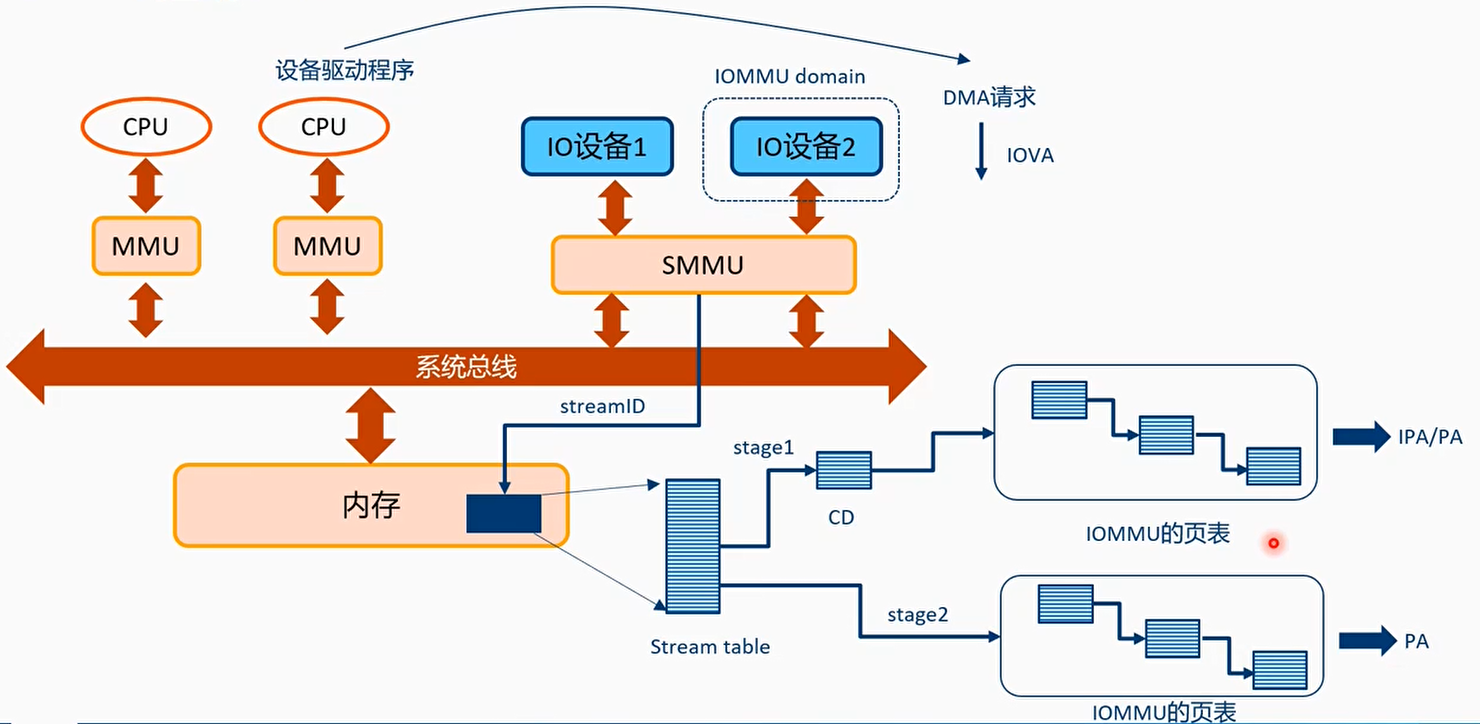 设备驱动程序
IOMMU domain
DMA请求
CPU
CPU
IO设备1
IO设备2
IOVA
MMU
MMU
SMMU
系统总线
streamID
stage1
IPA/PA
内存
CD
IOMMU的页表
stage2
Stream table
PA
IOMMU的页表